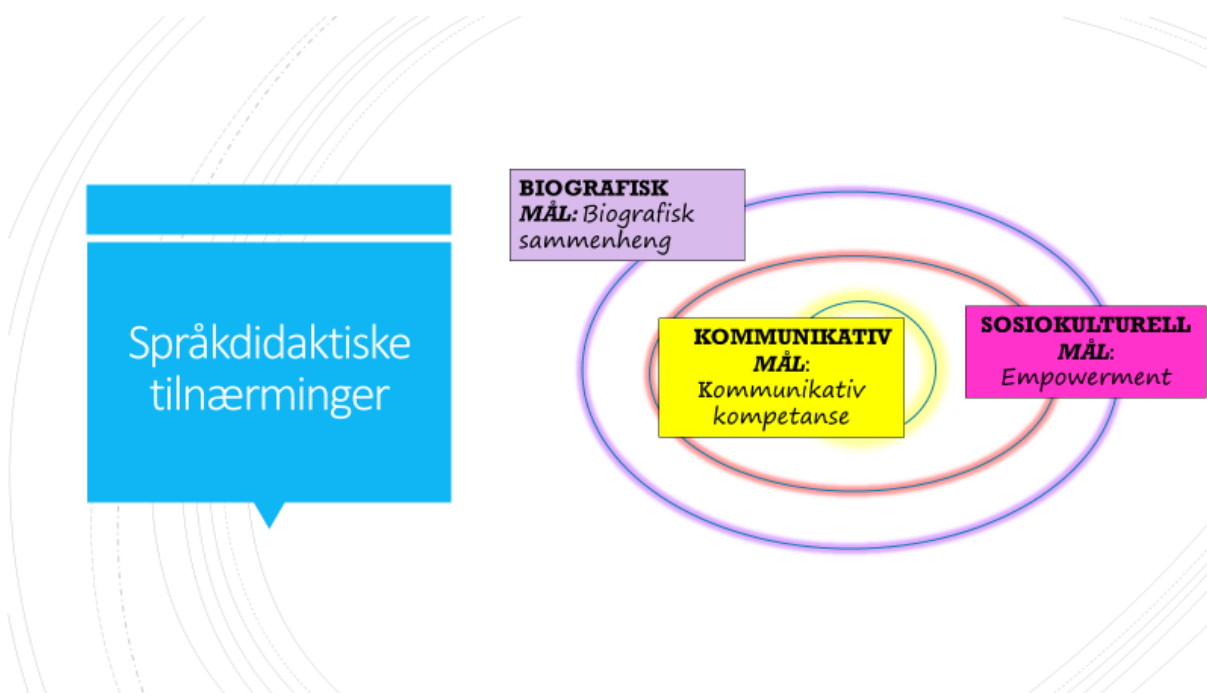 Språkdidaktiske
tilnærminger
BIOGRAFISK
MÅL: Biografisk
sammenheng
KOMMUNIKATIV
MÅL:
Kommunikativ
kompetanse
SOSIOKULTURELL
MÅL:
Empowerment